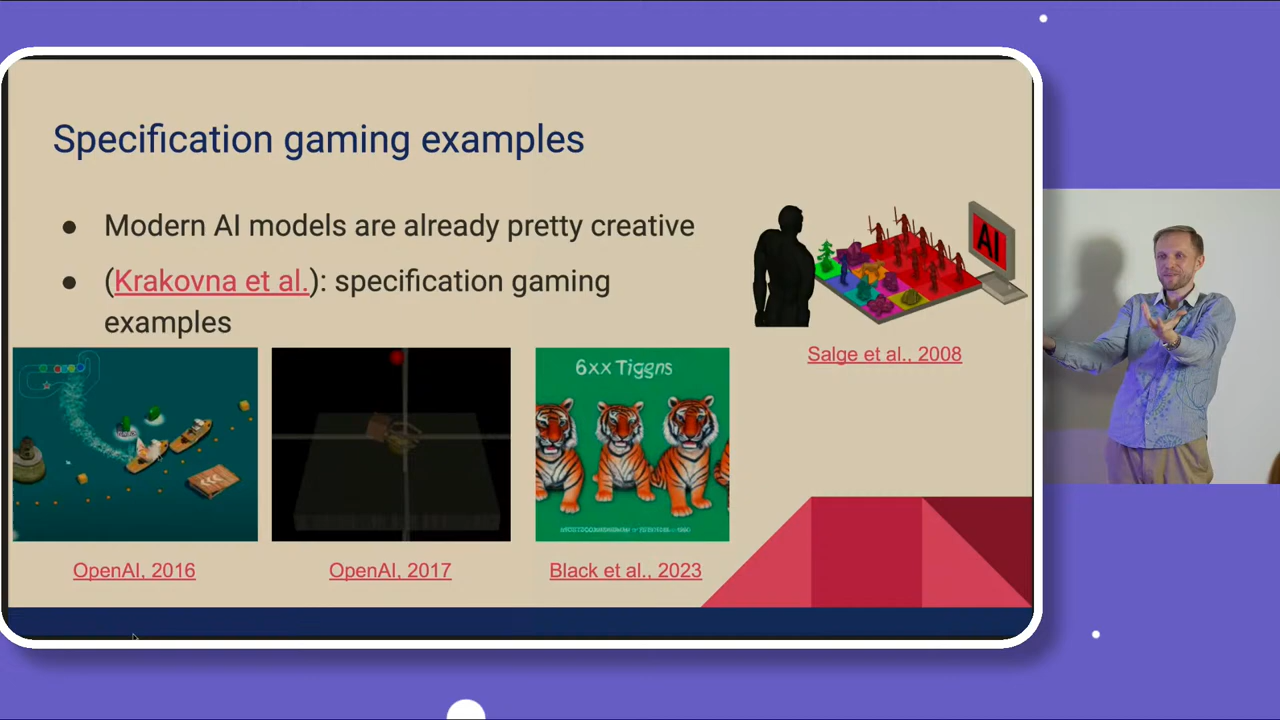 Specification gaming examples
Modern AI models are already pretty creative
(Krakovna et al.): specification gaming
examples
AI
Salge et al., 2008
6xx Tiggns
OpenAI, 2016
OpenAI, 2017
Black et al., 2023